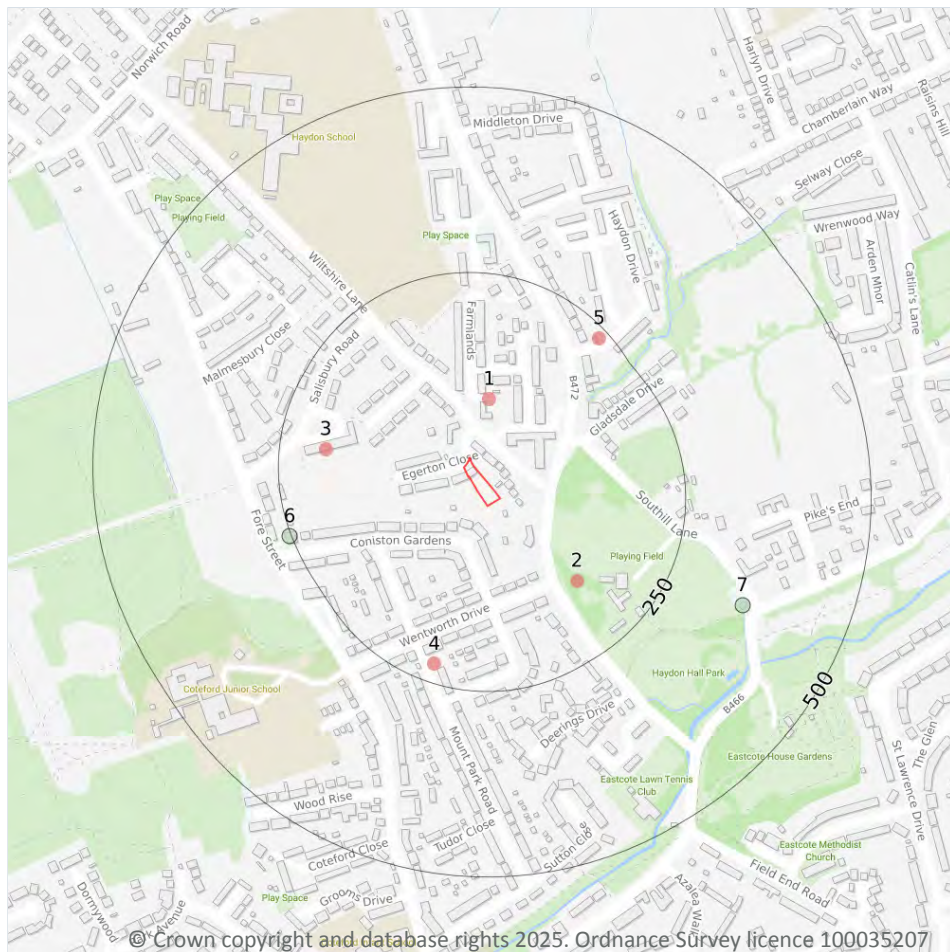 Norwich Road
Haydon School
Middleton Drive
Harlyn Drive
Chamberlain Way
Raisins Hi
Selway Close
Play Space
Playing Field
Play Space
Haydon Drive
Wrenwood Way
Arden Mhor
Catlin's Lane
Wiltshire Lane
Farmlands
5
Malmesbury Close
Salisbury Road
B472
1
Gladsdale Drive
3
Egerton Close
Southill Lane
Pike's End
6
Fore Street
Coniston Gardens
Playing Field
2
250
7
Wentworth Drive
4
Haydon Hall Park
Coteford Junior School
500
B466
Deerings Drive
Mount Park Road
Eastcote House Gardens
St Lawrence Drive
The Glen
Eastcote Lawn Tennis
Club
Wood Rise
Tudor Close
Sutton Close
Coteford Close
Eastcote Methodist
Church
Field End Road
Play Space
Grooms Drive
Dormywood
Azalea Wal
© Crown copyright and database rights 2025. Ordnance Survey licence 100035207